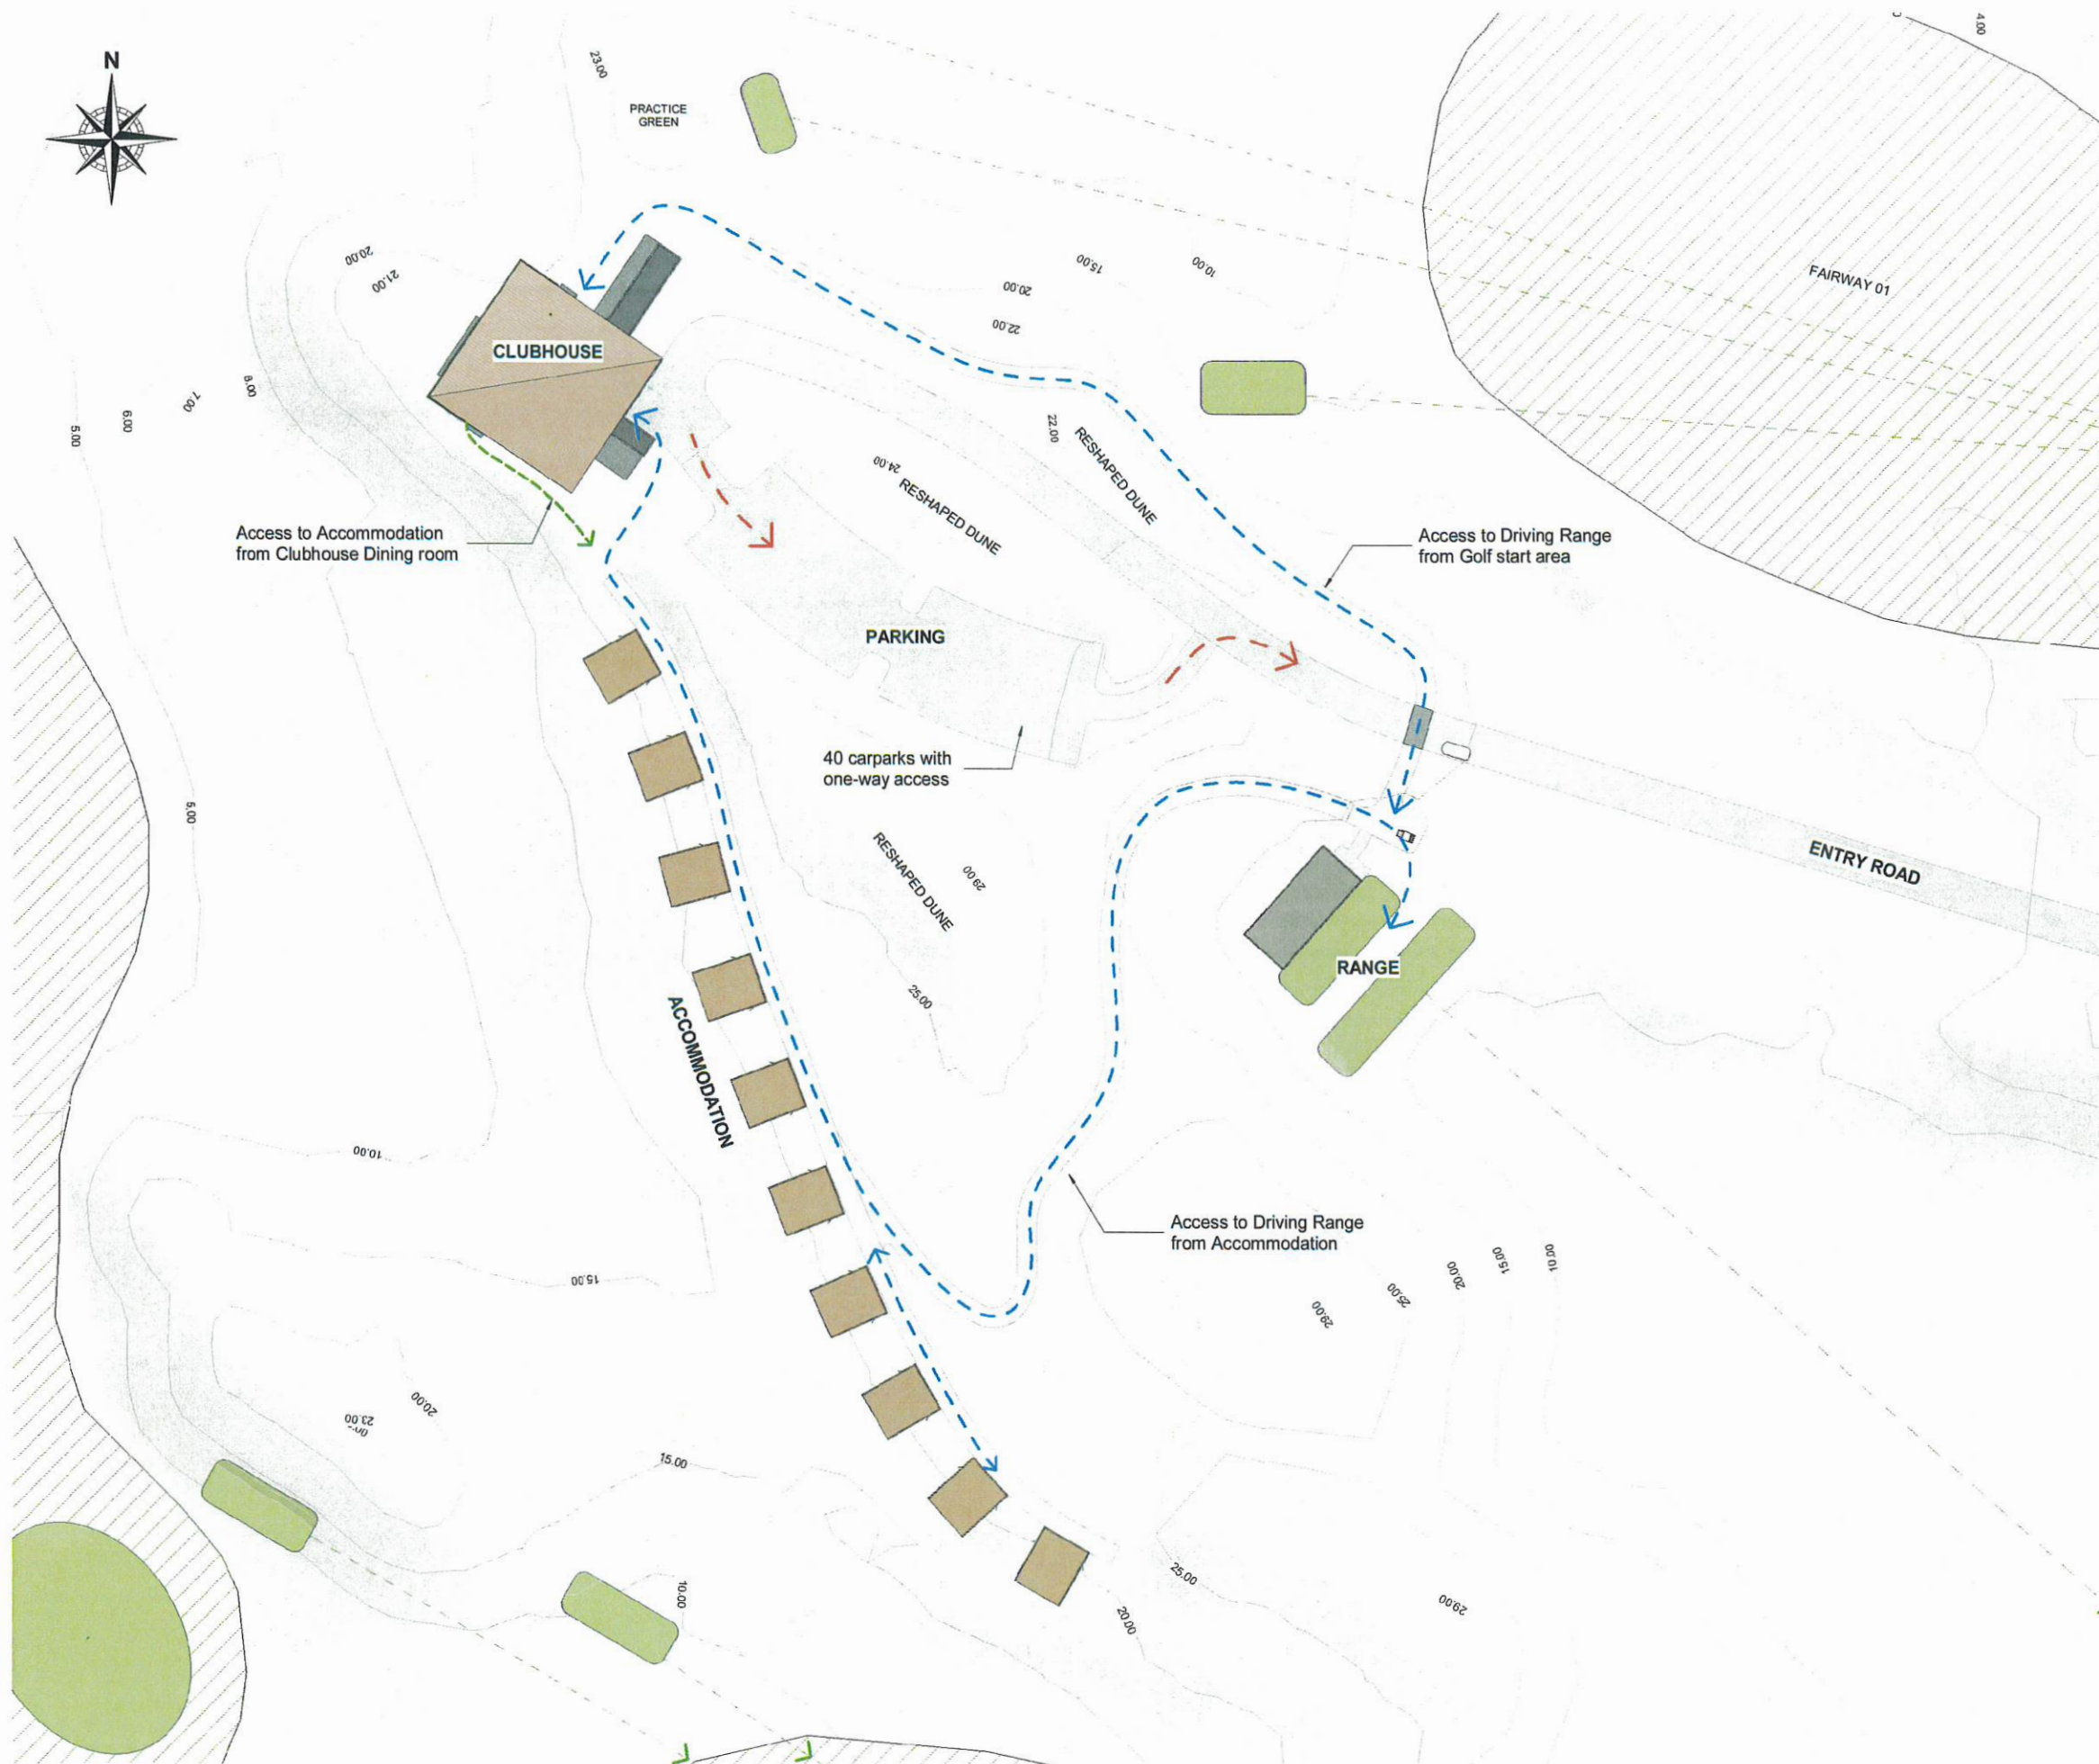 N
23.00
PRACTICE
GREEN
4.00
FAIRWAY 01
20.00
21.00
15.00
10.00
20.00
22.00
CLUBHOUSE
8.00
7.00
6.00
5.00
22.00
RESHAPED DUNE
24.00
RESHAPED DUNE
Access to Accommodation
from Clubhouse Dining room
Access to Driving Range
from Golf start area
PARKING
40 carparks with
one-way access
5.00
ENTRY ROAD
RESHAPED DUNE
29.00
RANGE
25.00
ACCOMMODATION
10.00
Access to Driving Range
from Accommodation
15.00
10.00
15.00
20.00
25.00
29.00
20.00
23.00
15.00
25.00
10.00
20.00
29.00